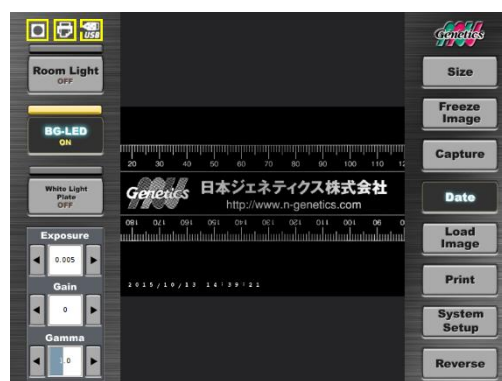 USB
Genetics
Room Light
OFF
BG-LED
ON
White Light
Plate
OFF
Exposure
0.005
Gain
0
Gamma
1.0
20 30 40 50 60 70 80 90 100 110 12
Genetics
日本ジェネティクス株式会社
http://www.n-genetics.com
2015/10/13 14:39:21
Size
Freeze
Image
Capture
Date
Load
Image
Print
System
Setup
Reverse